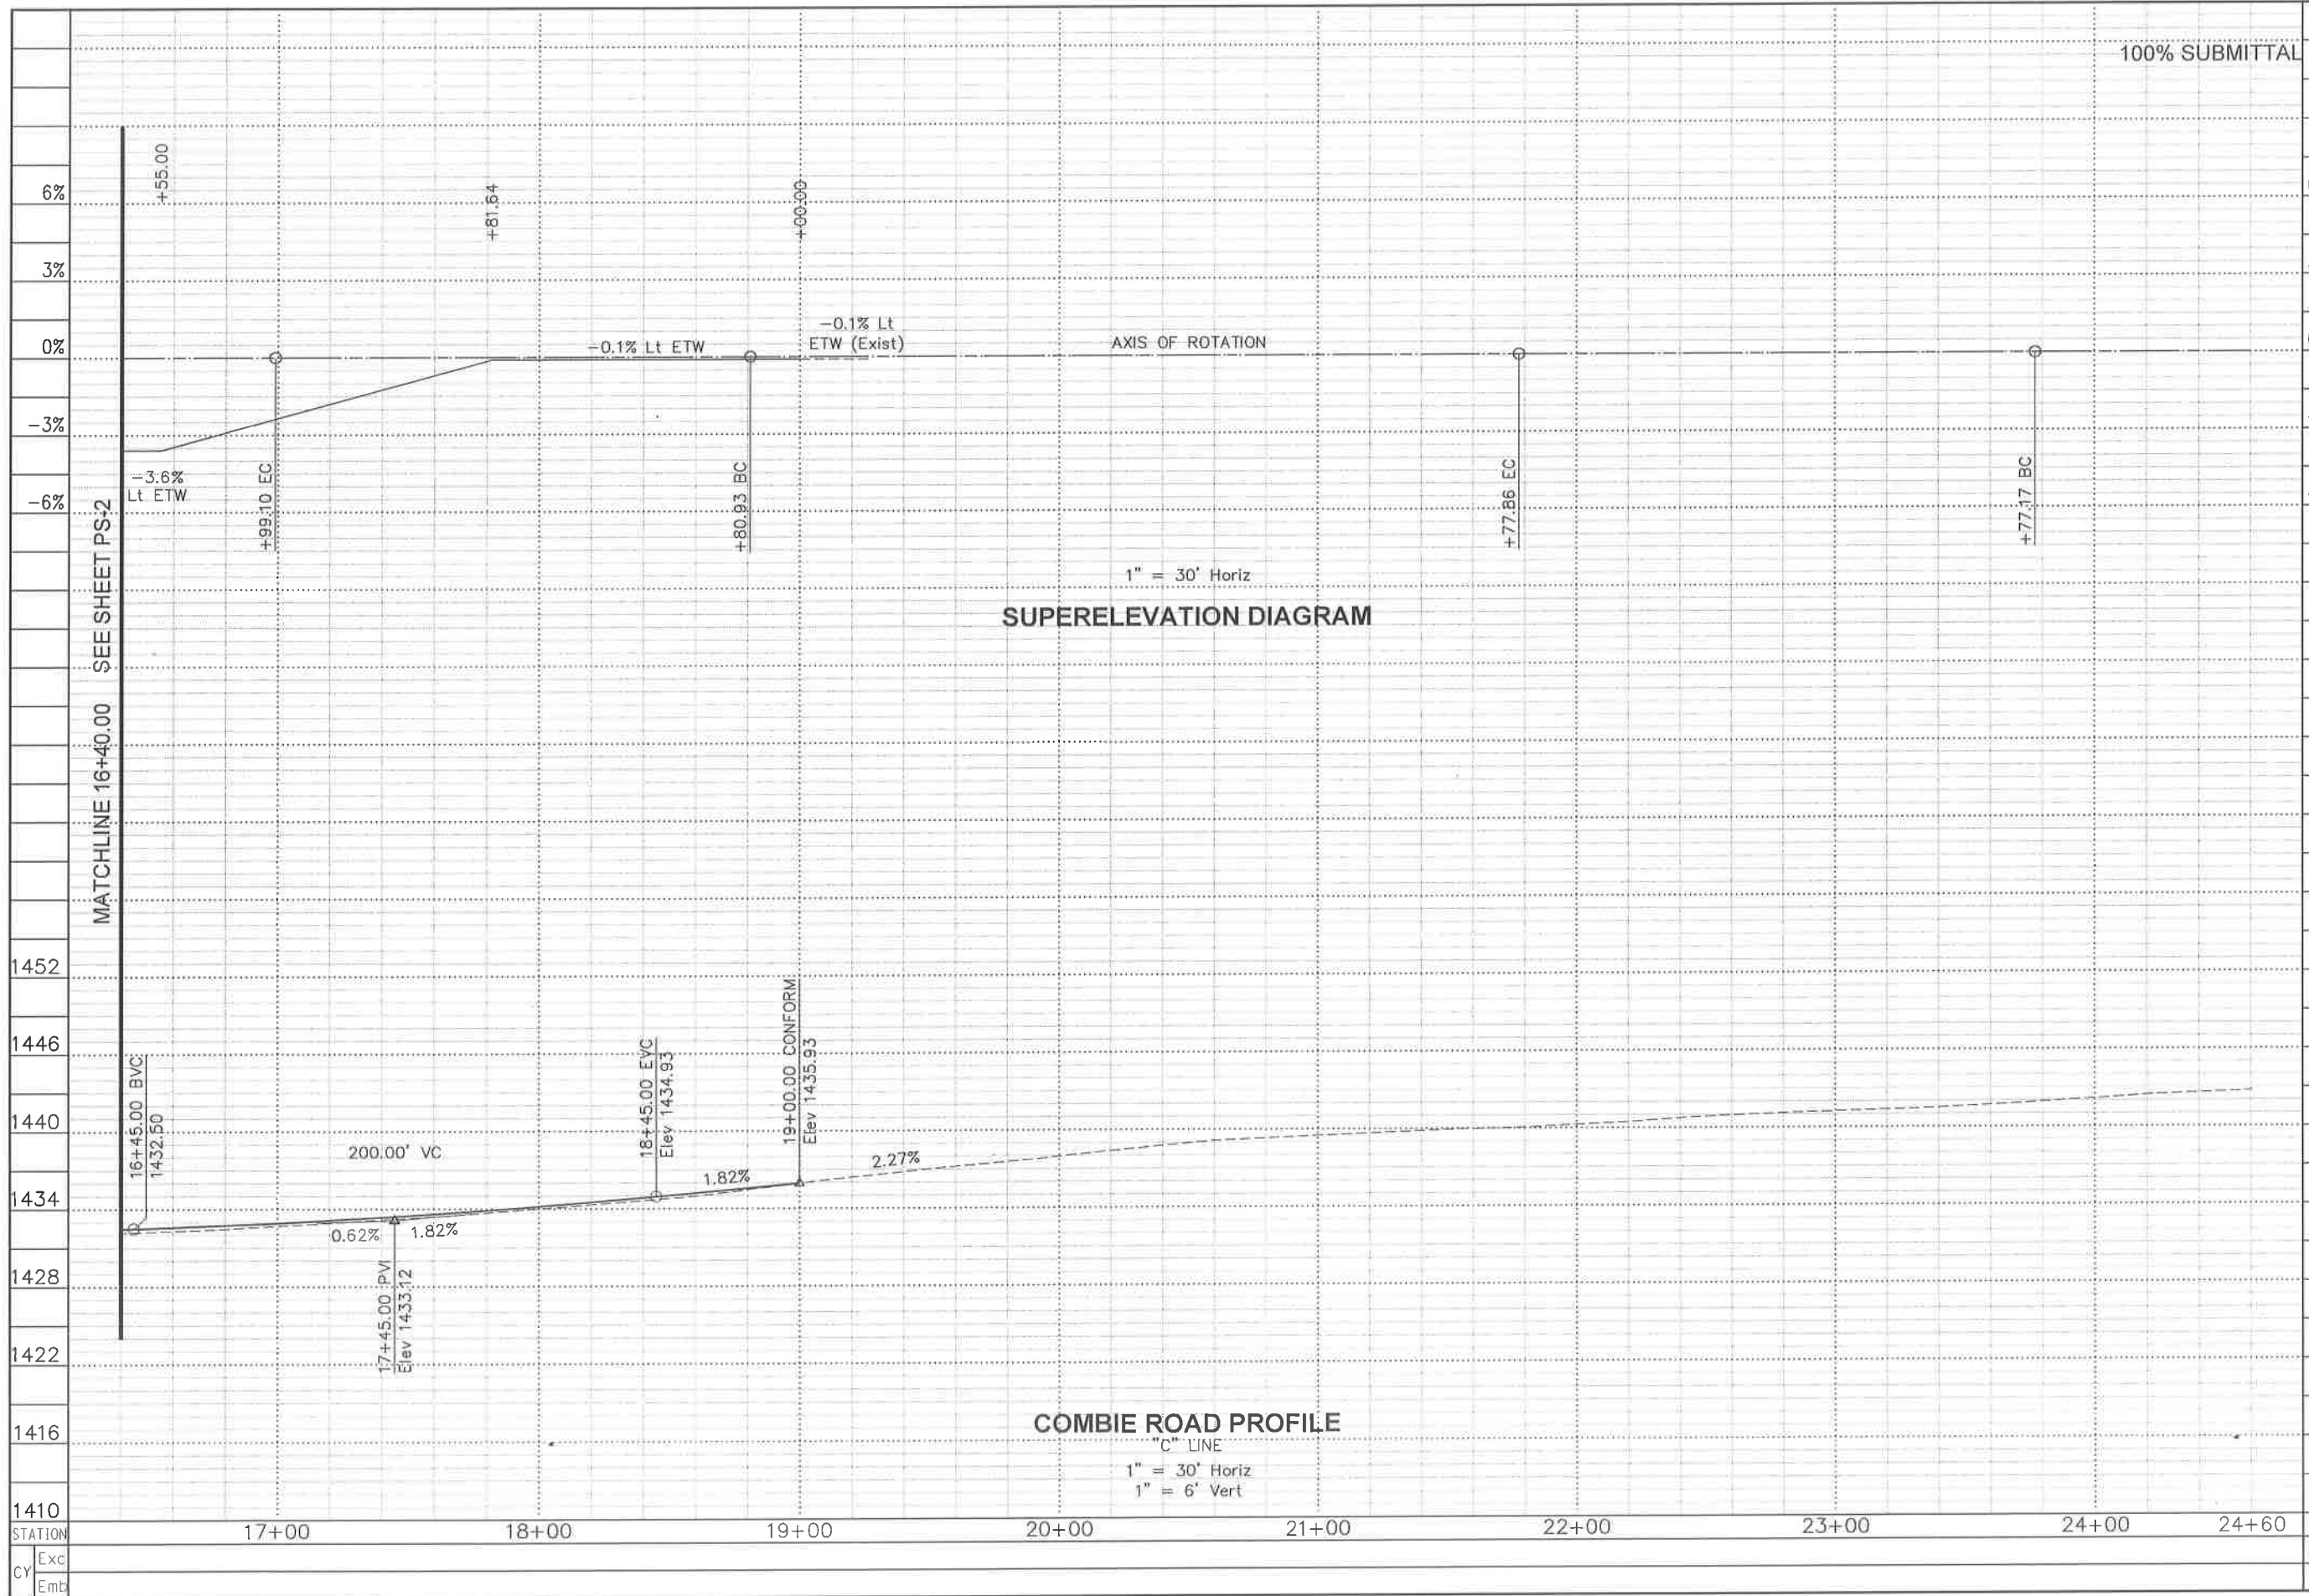 100% SUBMITTAL
+55.00
+81.64
+00.00
6%
3%
0%
-3%
-6%
-0.1% Lt ETW
-0.1% Lt
ETW (Exist)
AXIS OF ROTATION
-3.6%
Lt ETW
+99.10 EC
+80.93 BC
+77.86 EC
+77.17 BC
MATCHLINE 16+40.00 SEE SHEET PS-2
1" = 30' Horiz
SUPERELEVATION DIAGRAM
1452
1446
1440
1434
1428
1422
1416
1410
16+45.00 BVC
1432.50
200.00' VC
18+45.00 EVC
Elev 1434.93
19+00.00 CONFORM
Elev 1435.93
1.82%
2.27%
0.62%
1.82%
17+45.00 PVI
Elev 1433.12
COMBIE ROAD PROFILE
"C" LINE
1" = 30' Horiz
1" = 6' Vert
STATION
17+00
18+00
19+00
20+00
21+00
22+00
23+00
24+00
24+60
CY
Exc
Emb